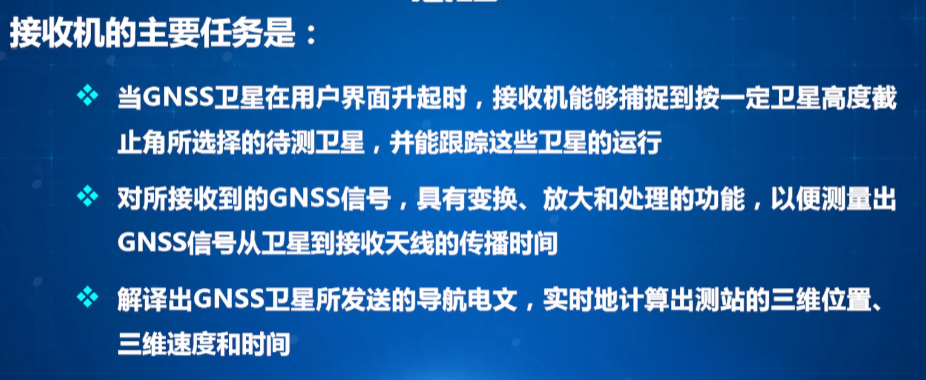 接收机的主要任务是：
当GNSS卫星在用户界面升起时，接收机能够捕捉到按一定卫星高度截
止角所选择的待测卫星，并能跟踪这些卫星的运行
对所接收到的GNSS信号，具有变换、放大和处理的功能，以便测量出
GNSS信号从卫星到接收天线的传播时间
解译出GNSS卫星所发送的导航电文，实时地计算出测站的三维位置、
三维速度和时间